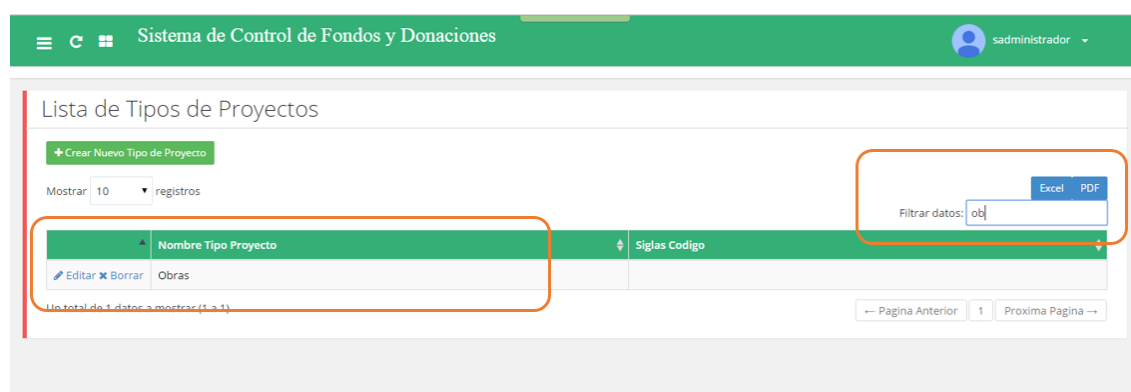 Sistema de Control de Fondos y Donaciones
sadministrador
Lista de Tipos de Proyectos
Crear Nuevo Tipo de Proyecto
Mostrar 10 registros
Excel PDF
Filtrar datos: ob
Nombre Tipo Proyecto Siglas Codigo
Editar Borrar Obras
Un total de 1 datos a mostrar (1 a 1)
← Pagina Anterior 1 Proxima Pagina →